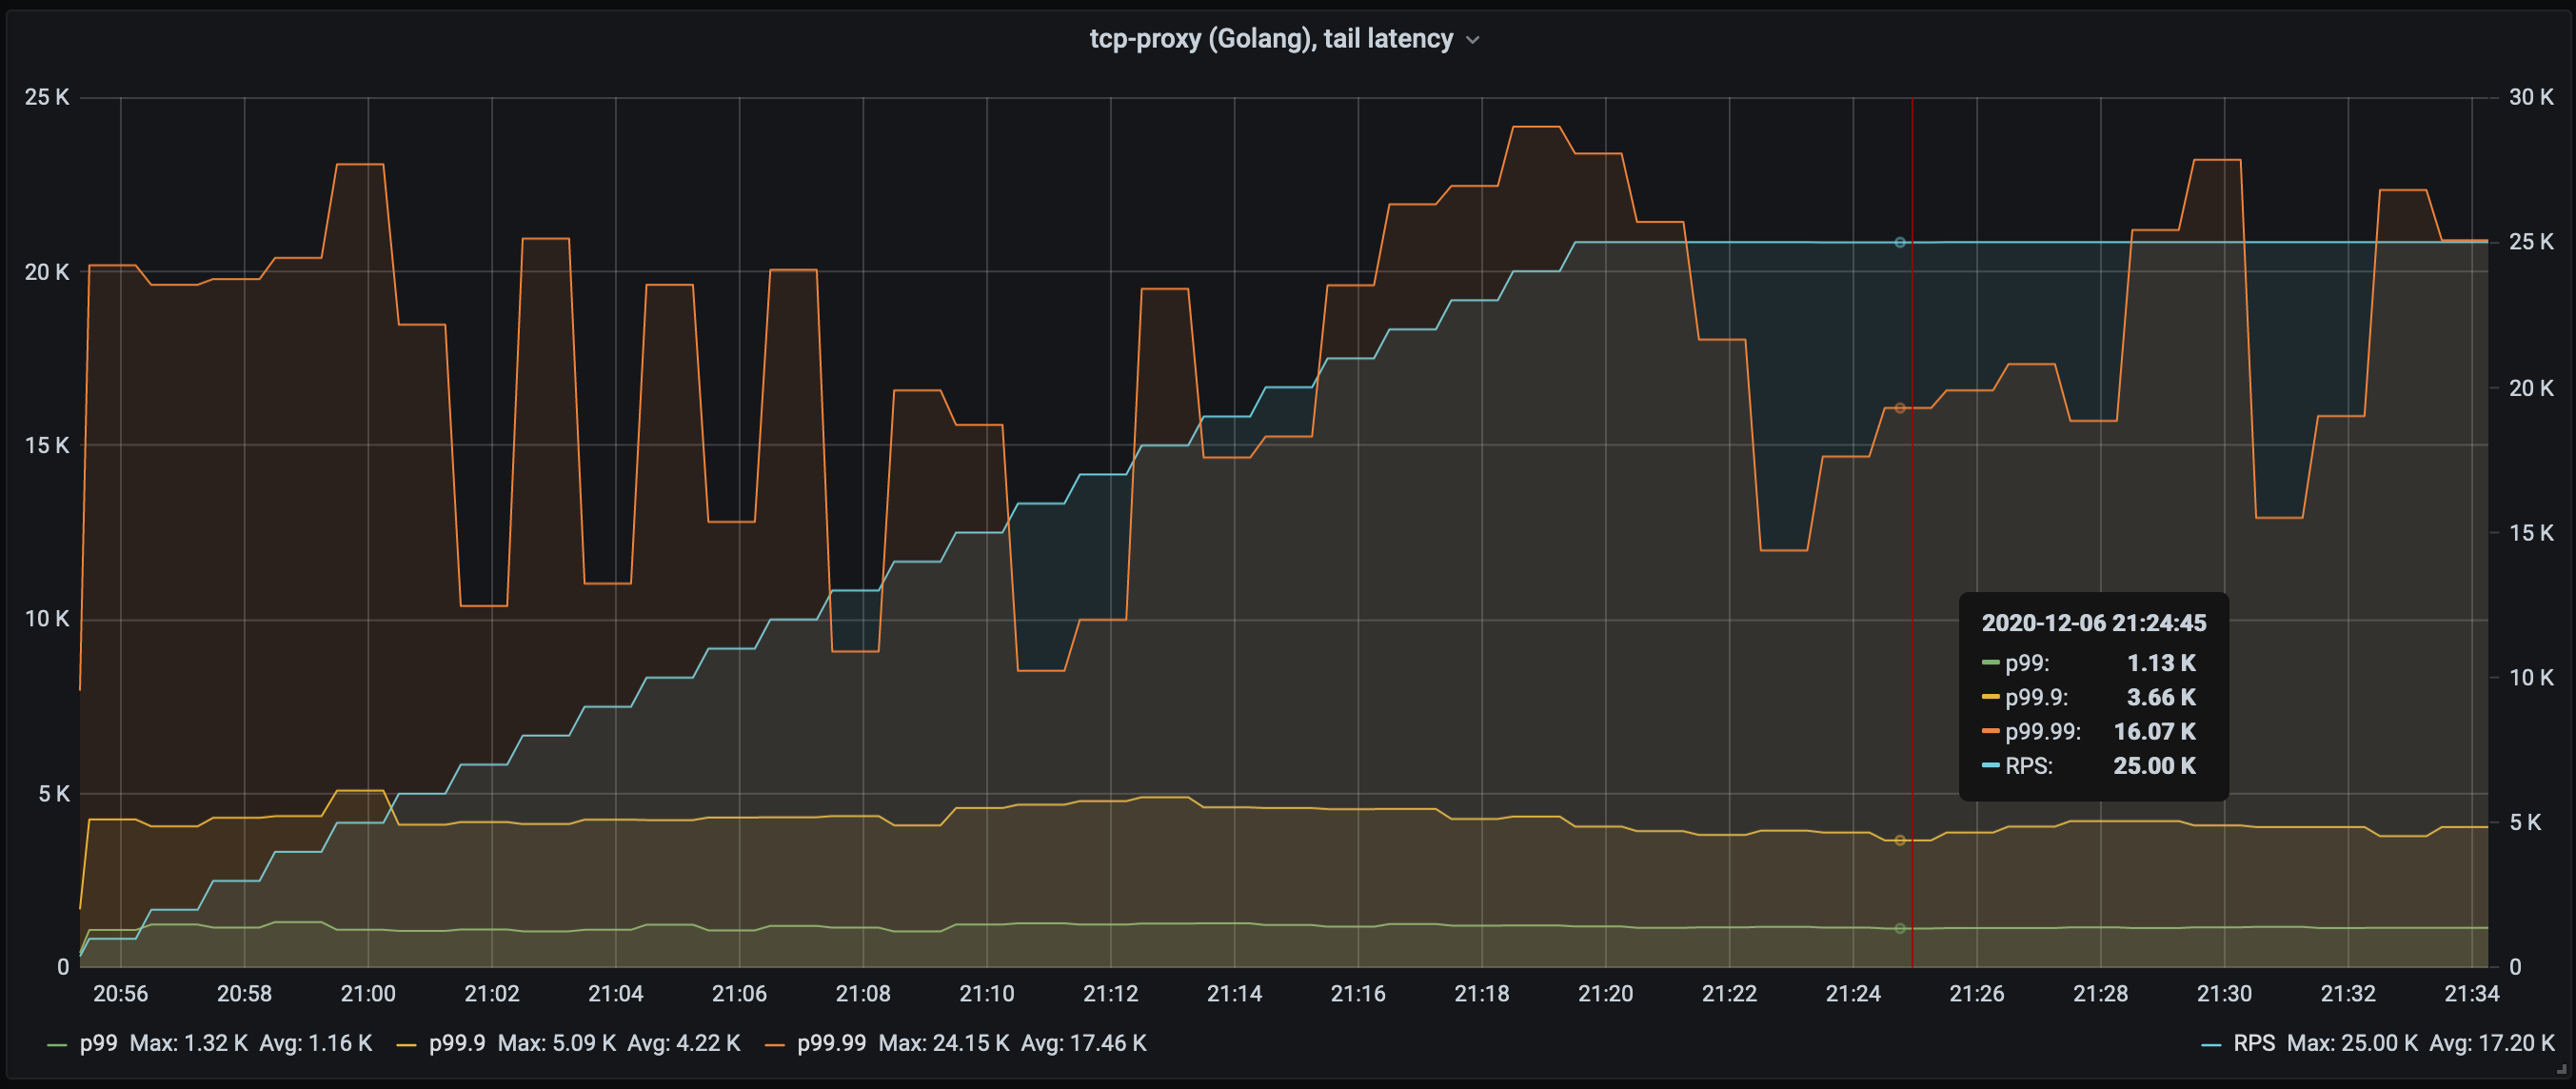 tcp-proxy (Golang), tail latency
25 K
20 K
15 K
10 K
5 K
0
30 K
25 K
20 K
15 K
10 K
5 K
0
2020-12-06 21:24:45
p99: 1.13 K
p99.9: 3.66 K
p99.99: 16.07 K
RPS: 25.00 K
20:56 20:58 21:00 21:02 21:04 21:06 21:08 21:10 21:12 21:14 21:16 21:18 21:20 21:22 21:24 21:26 21:28 21:30 21:32 21:34
p99 Max: 1.32 K Avg: 1.16 K p99.9 Max: 5.09 K Avg: 4.22 K p99.99 Max: 24.15 K Avg: 17.46 K RPS Max: 25.00 K Avg: 17.20 K